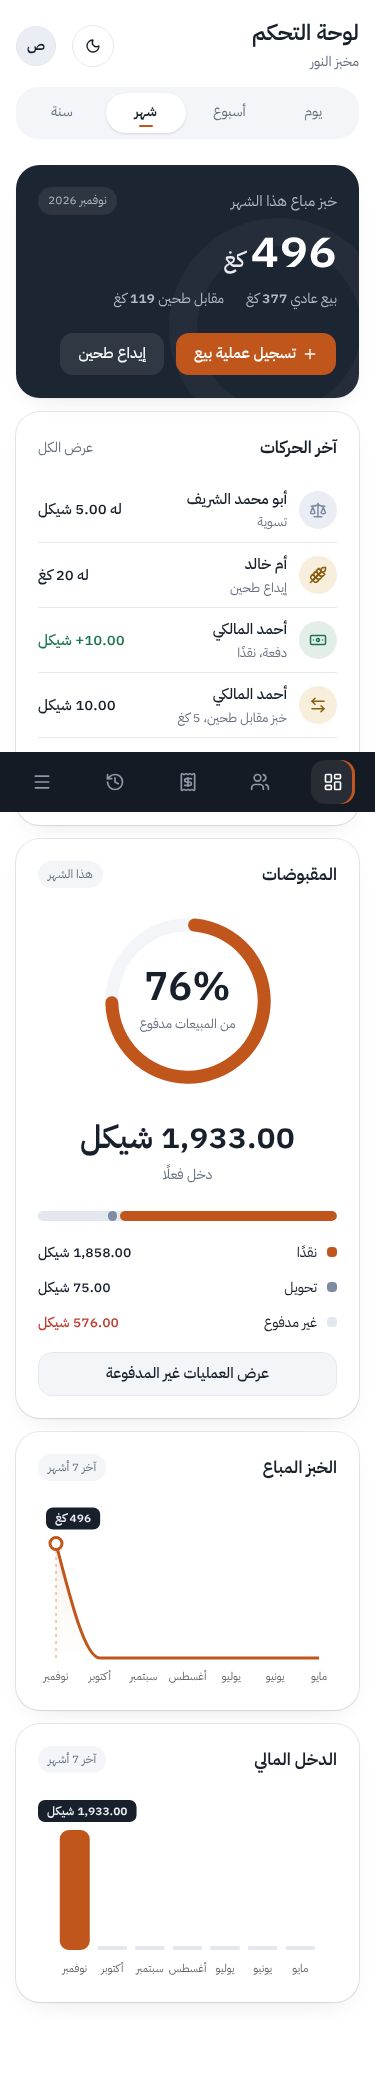 لوحة التحكم
مخبز النور
ص
يوم
أسبوع
شهر
سنة
خبز مباع هذا الشهر
نوفمبر 2026
496 كغ
بيع عادي 377 كغ
مقابل طحين 119 كغ
+ تسجيل عملية بيع
إيداع طحين
آخر الحركات
عرض الكل
أبو محمد الشريف
تسوية
له 5.00 شيكل
أم خالد
إيداع طحين
له 20 كغ
أحمد المالكي
دفعة، نقدًا
+10.00 شيكل
أحمد المالكي
خبز مقابل طحين، 5 كغ
10.00 شيكل
المقبوضات
هذا الشهر
76%
من المبيعات مدفوع
1,933.00 شيكل
دخل فعلًا
نقدًا
1,858.00 شيكل
تحويل
75.00 شيكل
غير مدفوع
576.00 شيكل
عرض العمليات غير المدفوعة
الخبز المباع
آخر 7 أشهر
496 كغ
مايو
يونيو
يوليو
أغسطس
سبتمبر
أكتوبر
نوفمبر
الدخل المالي
آخر 7 أشهر
1,933.00 شيكل
مايو
يونيو
يوليو
أغسطس
سبتمبر
أكتوبر
نوفمبر